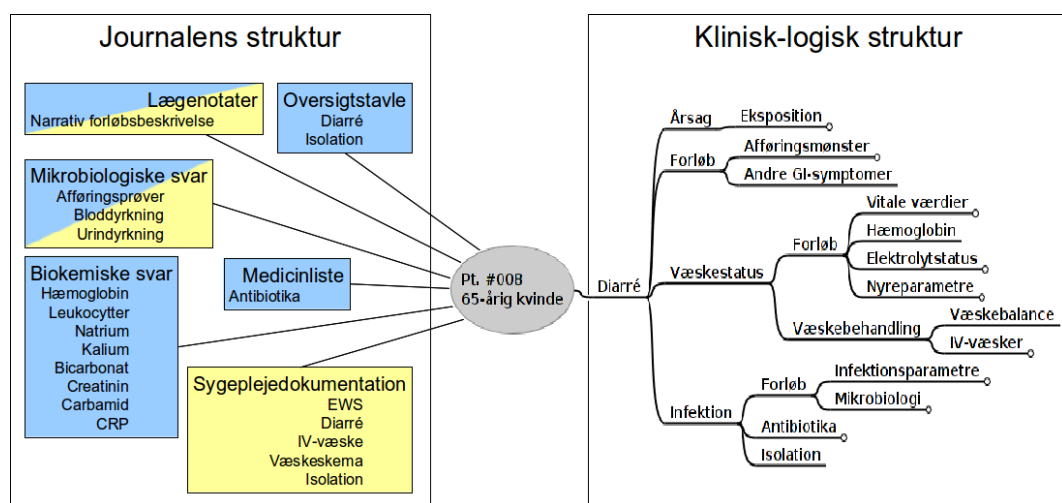 Journalens struktur
Lægenotater
Narrativ forløbsbeskrivelse
Oversigtstavle
Diarré
Isolation
Mikrobiologiske svar
Afføringsprøver
Bloddyrkning
Urindyrkning
Biokemiske svar
Hæmoglobin
Leukocytter
Natrium
Kalium
Bicarbonat
Creatinin
Carbamid
CRP
Medicinliste
Antibiotika
Sygeplejedokumentation
EWS
Diarré
IV-væske
Væskeskema
Isolation
Pt. #008
65-årig kvinde
Klinisk-logisk struktur
Diarré
Årsag
Eksposition
Forløb
Afføringsmønster
Andre GI-symptomer
Væskestatus
Forløb
Vitale værdier
Hæmoglobin
Elektrolytstatus
Nyreparametre
Væskebehandling
Væskebalance
IV-væsker
Infektion
Forløb
Infektionsparametre
Mikrobiologi
Antibiotika
Isolation